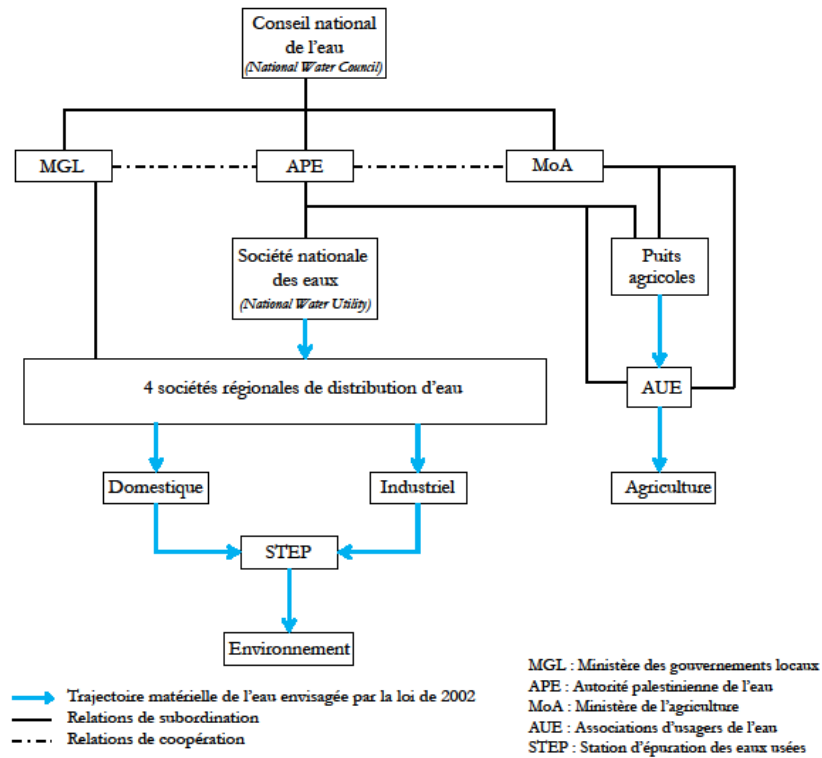 Conseil national
de l'eau
(National Water Council)
MGL
APE
MoA
Société nationale
des eaux
(National Water Utility)
Puits
agricoles
4 sociétés régionales de distribution d'eau
AUE
Domestique
Industriel
Agriculture
STEP
Environnement
Trajectoire matérielle de l'eau envisagée par la loi de 2002
Relations de subordination
Relations de coopération
MGL : Ministère des gouvernements locaux
APE : Autorité palestinienne de l'eau
MoA : Ministère de l'agriculture
AUE : Associations d'usagers de l'eau
STEP : Station d'épuration des eaux usées